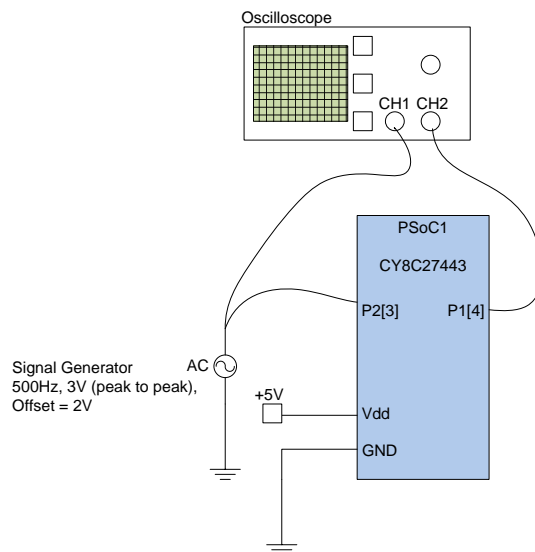 Oscilloscope
CH1 CH2
PSoC1
CY8C27443
P2[3] P1[4]
Signal Generator
500Hz, 3V (peak to peak),
Offset = 2V
AC
+5V
Vdd
GND